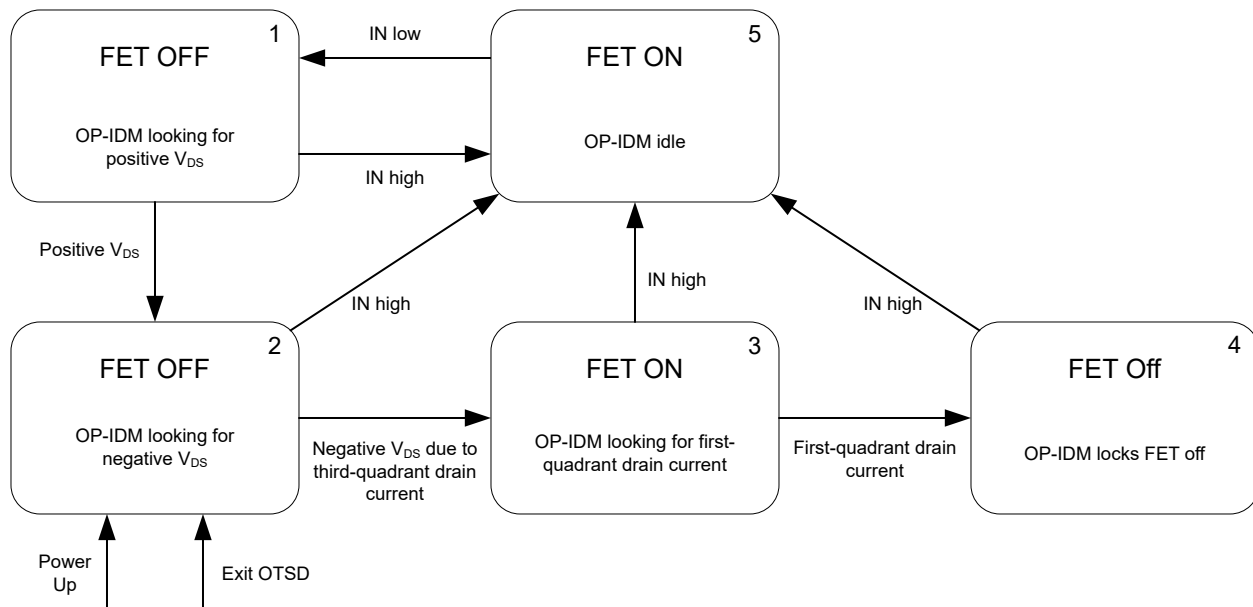 1
FET OFF
OP-IDM looking for
positive VDS
IN low
IN high
5
FET ON
OP-IDM idle
Positive VDS
IN high
IN high
IN high
2
FET OFF
OP-IDM looking for
negative VDS
Negative VDS due to
third-quadrant drain
current
3
FET ON
OP-IDM looking for first-
quadrant drain current
First-quadrant drain
current
4
FET Off
OP-IDM locks FET off
Power
Up
Exit OTSD